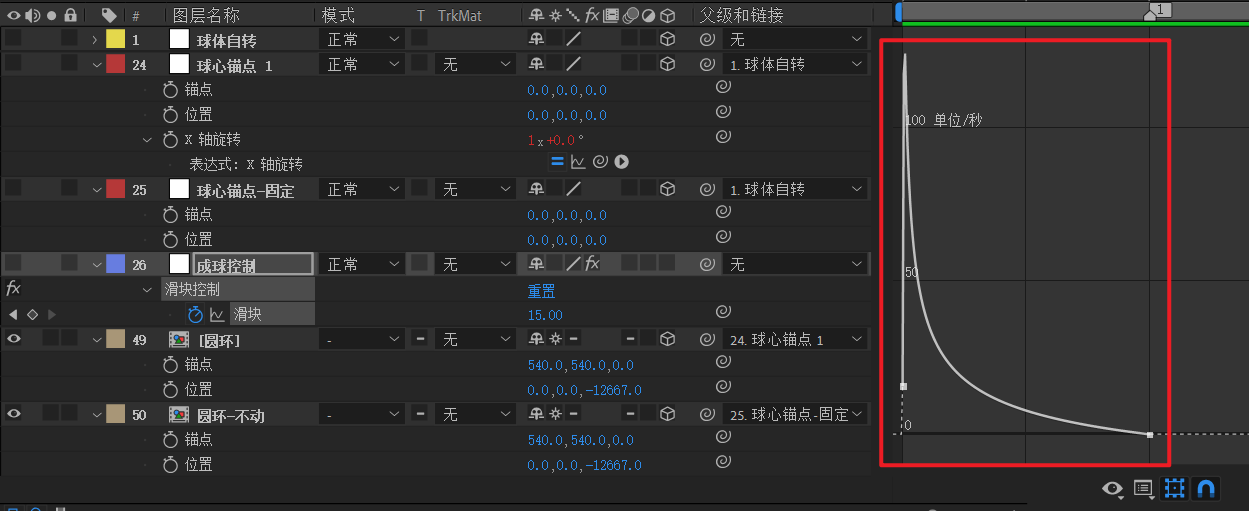 # 图层名称 模式 T TrkMat 父级和链接
1 球体自转 正常 无
24 球心锚点 1 正常 无 1. 球体自转
锚点 0.0,0.0,0.0
位置 0.0,0.0,0.0
X 轴旋转 1x+0.0°
表达式: X 轴旋转
25 球心锚点-固定 正常 无 1. 球体自转
锚点 0.0,0.0,0.0
位置 0.0,0.0,0.0
26 成球控制 正常 无 fx 无
fx 滑块控制 重置
滑块 15.00
49 [圆环] - 无 24. 球心锚点 1
锚点 540.0,540.0,0.0
位置 0.0,0.0,-12667.0
50 圆环-不动 - 无 25. 球心锚点-固定
锚点 540.0,540.0,0.0
位置 0.0,0.0,-12667.0
1
100 单位/秒
50
0